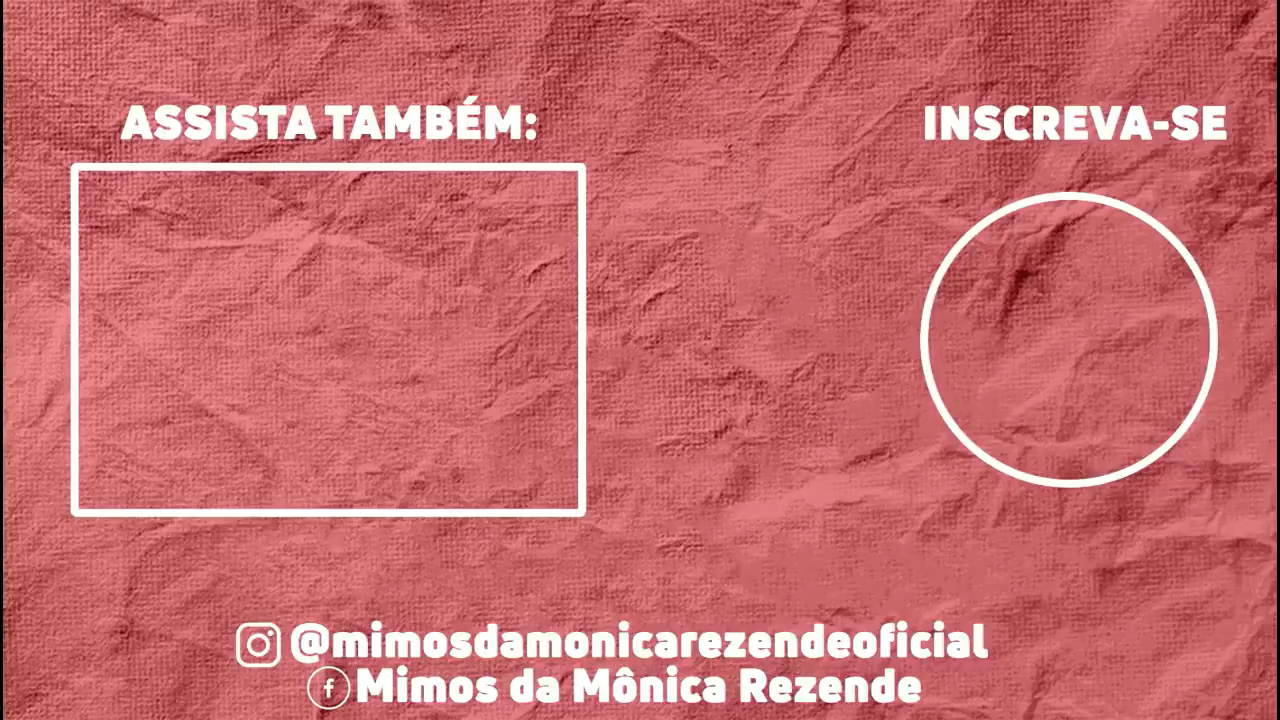 ASSISTA TAMBÉM:
INSCREVA-SE
@mimosdamonicarezendeoficial
Mimos da Mônica Rezende